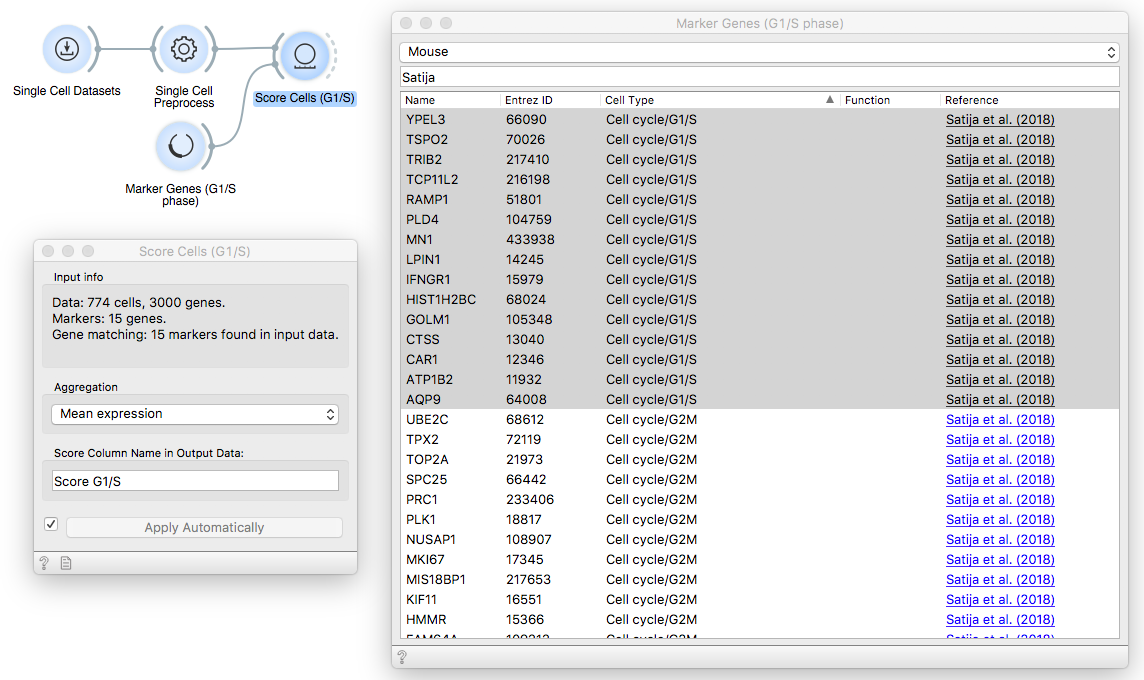 Single Cell Datasets
Single Cell
Preprocess
Score Cells (G1/S)
Marker Genes (G1/S
phase)
Score Cells (G1/S)
Input info
Data: 774 cells, 3000 genes.
Markers: 15 genes.
Gene matching: 15 markers found in input data.
Aggregation
Mean expression
Score Column Name in Output Data:
Score G1/S
Apply Automatically
?
Marker Genes (G1/S phase)
Mouse
Satija
Name Entrez ID Cell Type Function Reference
YPEL3 66090 Cell cycle/G1/S Satija et al. (2018)
TSPO2 70026 Cell cycle/G1/S Satija et al. (2018)
TRIB2 217410 Cell cycle/G1/S Satija et al. (2018)
TCP11L2 216198 Cell cycle/G1/S Satija et al. (2018)
RAMP1 51801 Cell cycle/G1/S Satija et al. (2018)
PLD4 104759 Cell cycle/G1/S Satija et al. (2018)
MN1 433938 Cell cycle/G1/S Satija et al. (2018)
LPIN1 14245 Cell cycle/G1/S Satija et al. (2018)
IFNGR1 15979 Cell cycle/G1/S Satija et al. (2018)
HIST1H2BC 68024 Cell cycle/G1/S Satija et al. (2018)
GOLM1 105348 Cell cycle/G1/S Satija et al. (2018)
CTSS 13040 Cell cycle/G1/S Satija et al. (2018)
CAR1 12346 Cell cycle/G1/S Satija et al. (2018)
ATP1B2 11932 Cell cycle/G1/S Satija et al. (2018)
AQP9 64008 Cell cycle/G1/S Satija et al. (2018)
UBE2C 68612 Cell cycle/G2M Satija et al. (2018)
TPX2 72119 Cell cycle/G2M Satija et al. (2018)
TOP2A 21973 Cell cycle/G2M Satija et al. (2018)
SPC25 66442 Cell cycle/G2M Satija et al. (2018)
PRC1 233406 Cell cycle/G2M Satija et al. (2018)
PLK1 18817 Cell cycle/G2M Satija et al. (2018)
NUSAP1 108907 Cell cycle/G2M Satija et al. (2018)
MKI67 17345 Cell cycle/G2M Satija et al. (2018)
MIS18BP1 217653 Cell cycle/G2M Satija et al. (2018)
KIF11 16551 Cell cycle/G2M Satija et al. (2018)
HMMR 15366 Cell cycle/G2M Satija et al. (2018)
Cell cycle/G2M Satija et al. (2018)
?